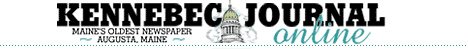 KENNEBEC JOURNAL
MAINE'S OLDEST NEWSPAPER
~ AUGUSTA, MAINE ~
online